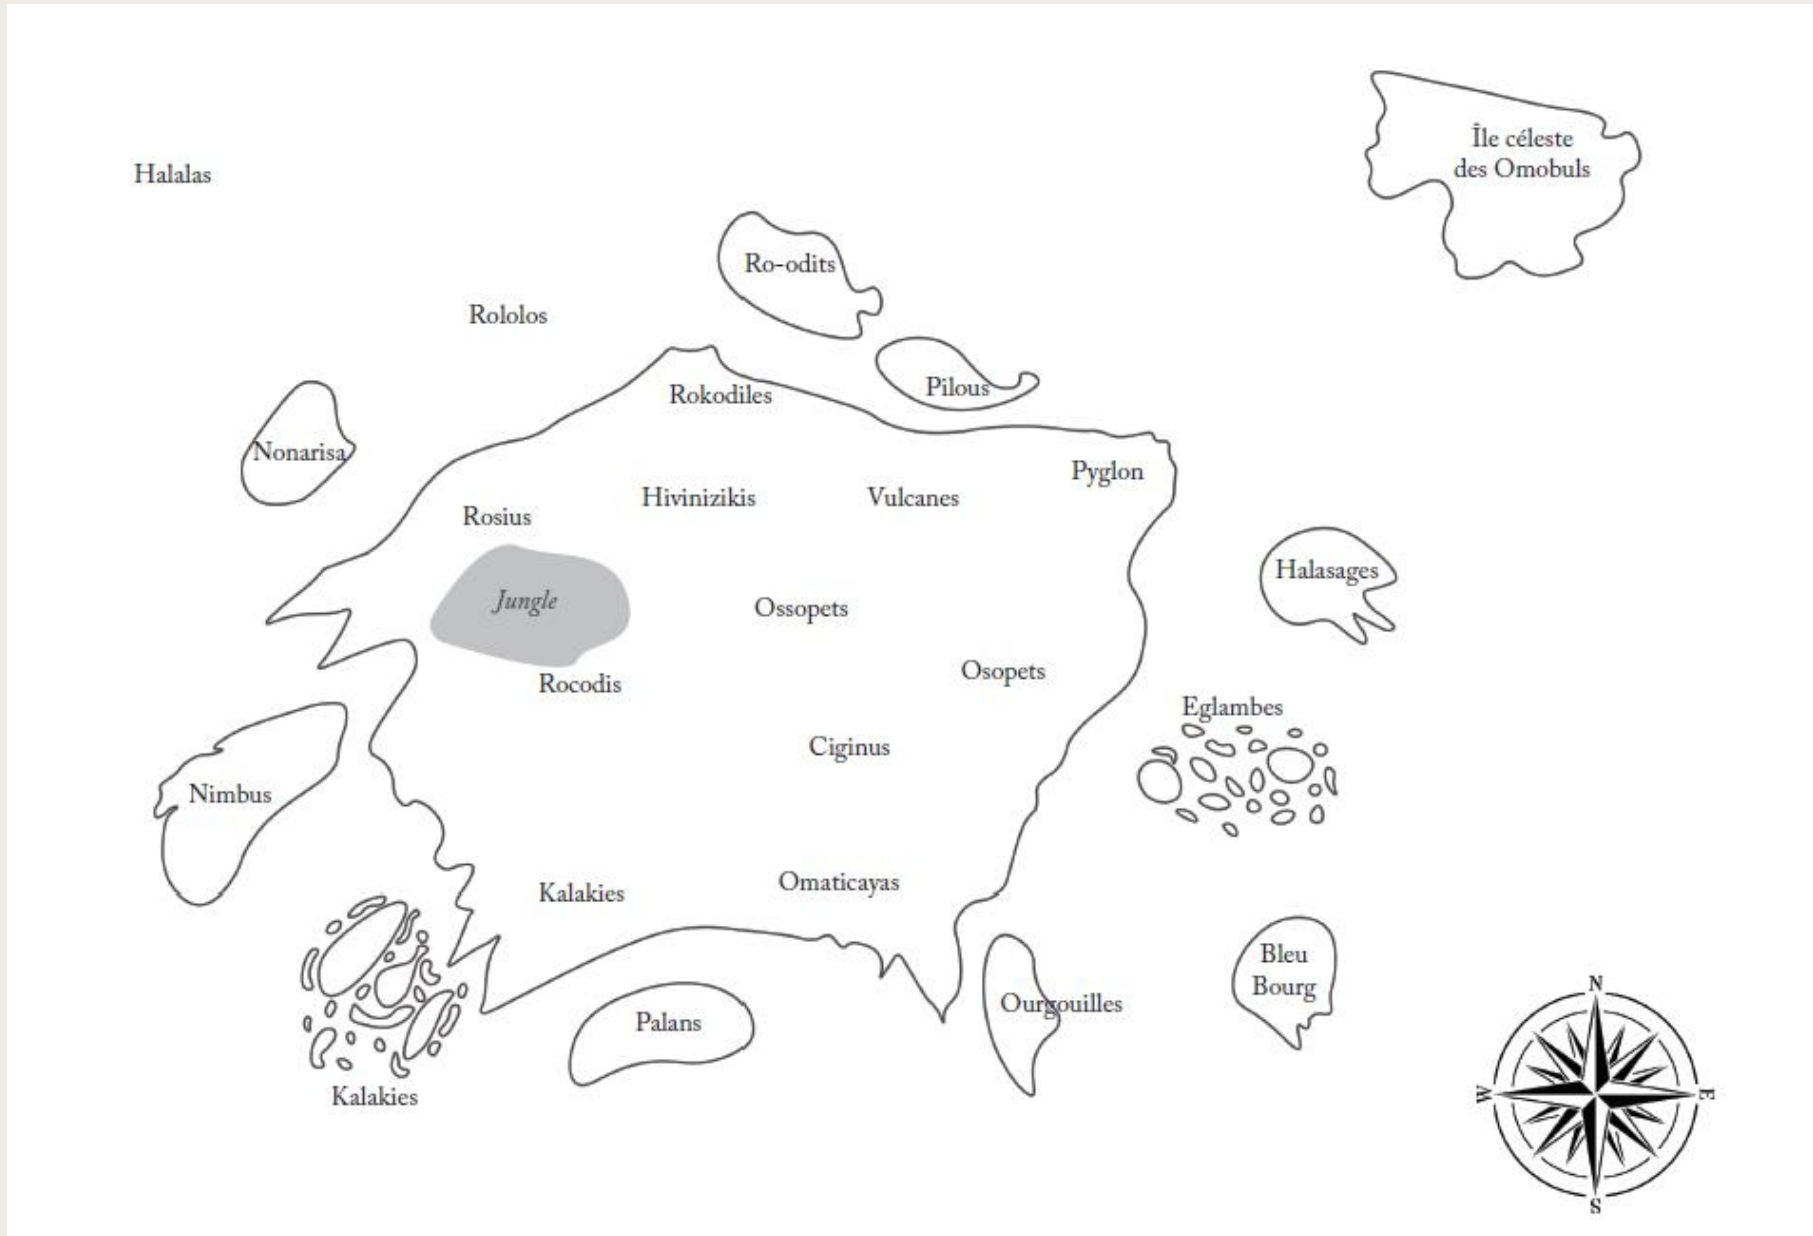 Île céleste
des Omobuls
Halalas
Ro-odits
Rololos
Pilous
Rokodiles
Nonarisa
Pyglon
Hivinizikis
Vulcanes
Rosius
Halasages
Jungle
Ossopets
Osopets
Rocodis
Eglambes
Ciginus
Nimbus
Omaticayas
Kalakies
Bleu
Bourg
Ourgouilles
Palans
Kalakies
N
W
E
S